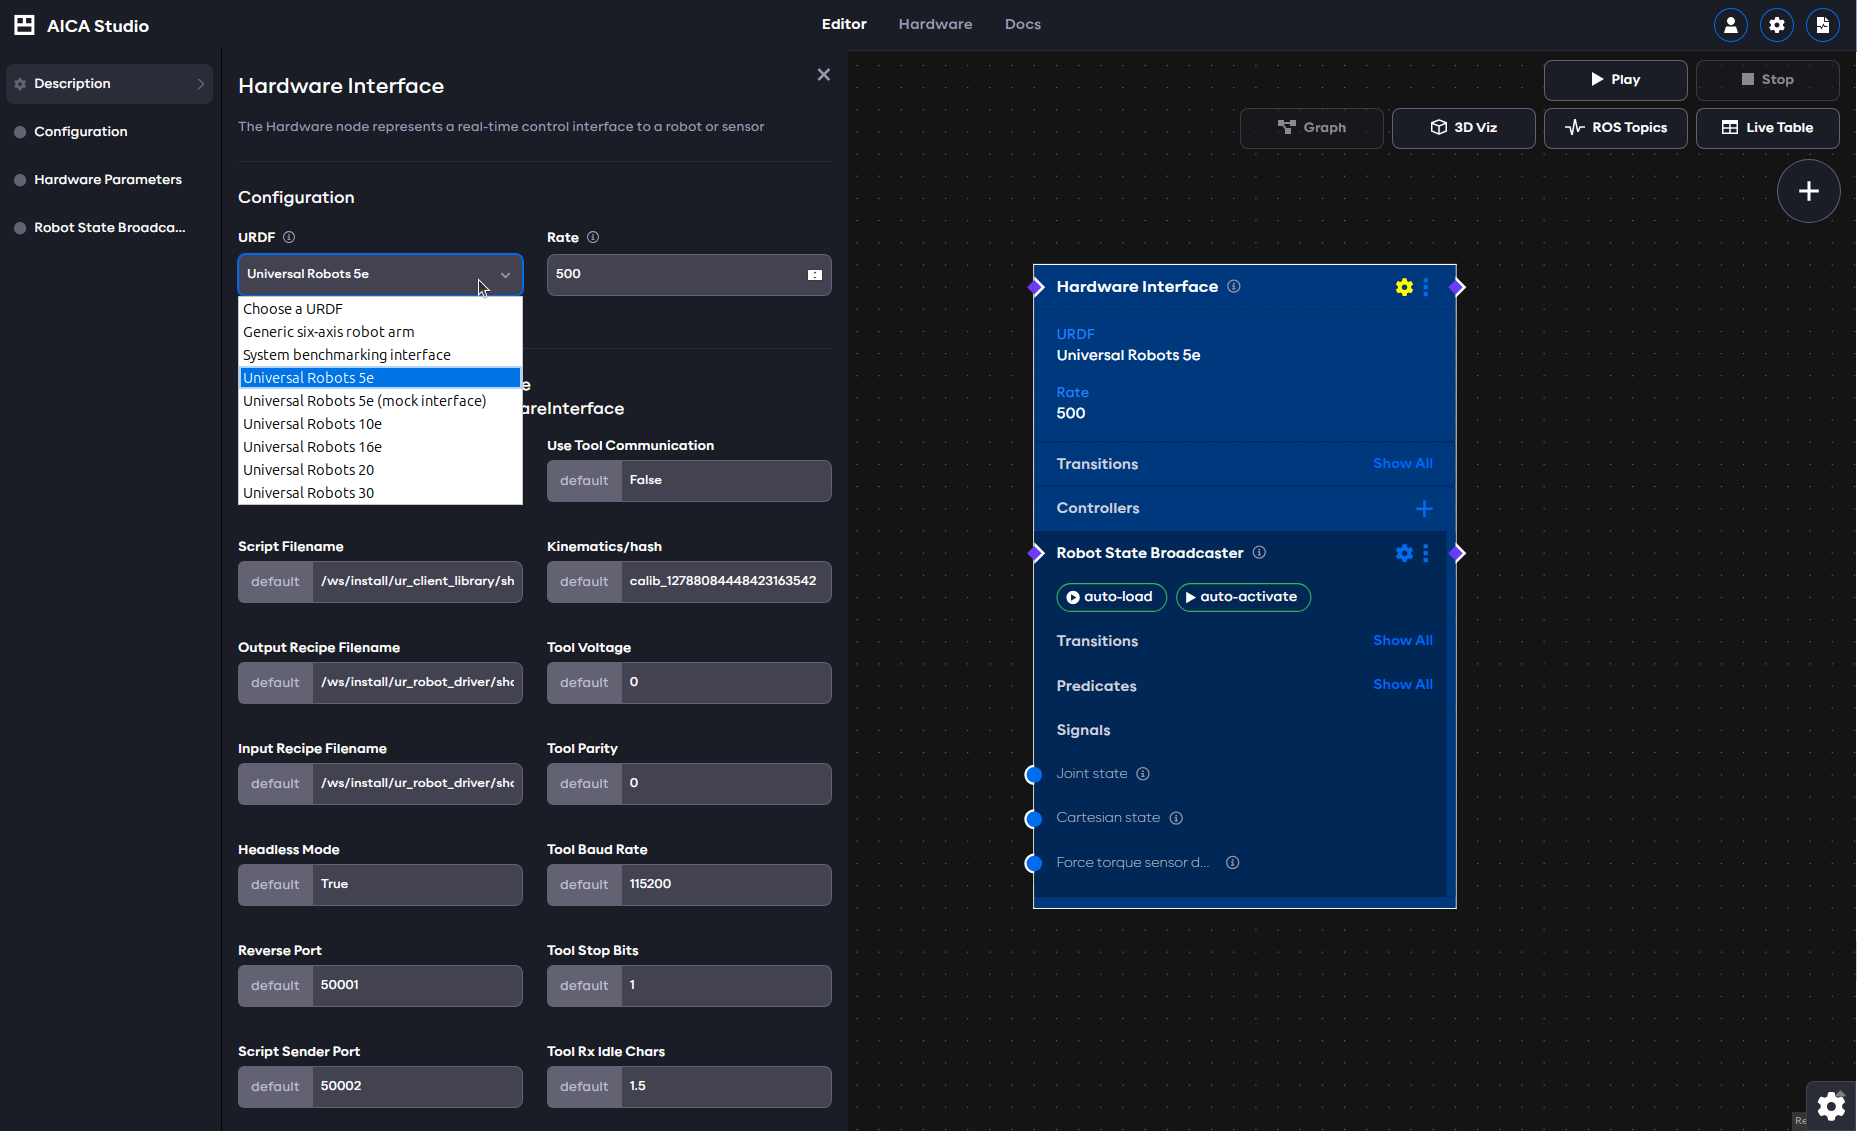 AICA Studio
Editor
Hardware
Docs
Description
Configuration
Hardware Parameters
Robot State Broadca...
Hardware Interface
The Hardware node represents a real-time control interface to a robot or sensor
Configuration
URDF
Rate
Universal Robots 5e
500
Choose a URDF
Generic six-axis robot arm
System benchmarking interface
Universal Robots 5e
Universal Robots 5e (mock interface)
Universal Robots 10e
Universal Robots 16e
Universal Robots 20
Universal Robots 30
e
areInterface
Use Tool Communication
default
False
Script Filename
Kinematics/hash
default
/ws/install/ur_client_library/sh
default
calib_12788084448423163542
Output Recipe Filename
Tool Voltage
default
/ws/install/ur_robot_driver/sho
default
0
Input Recipe Filename
Tool Parity
default
/ws/install/ur_robot_driver/sho
default
0
Headless Mode
Tool Baud Rate
default
True
default
115200
Reverse Port
Tool Stop Bits
default
50001
default
1
Script Sender Port
Tool Rx Idle Chars
default
50002
default
1.5
Play
Stop
Graph
3D Viz
ROS Topics
Live Table
Hardware Interface
URDF
Universal Robots 5e
Rate
500
Transitions
Show All
Controllers
Robot State Broadcaster
auto-load
auto-activate
Transitions
Show All
Predicates
Show All
Signals
Joint state
Cartesian state
Force torque sensor d...
Re